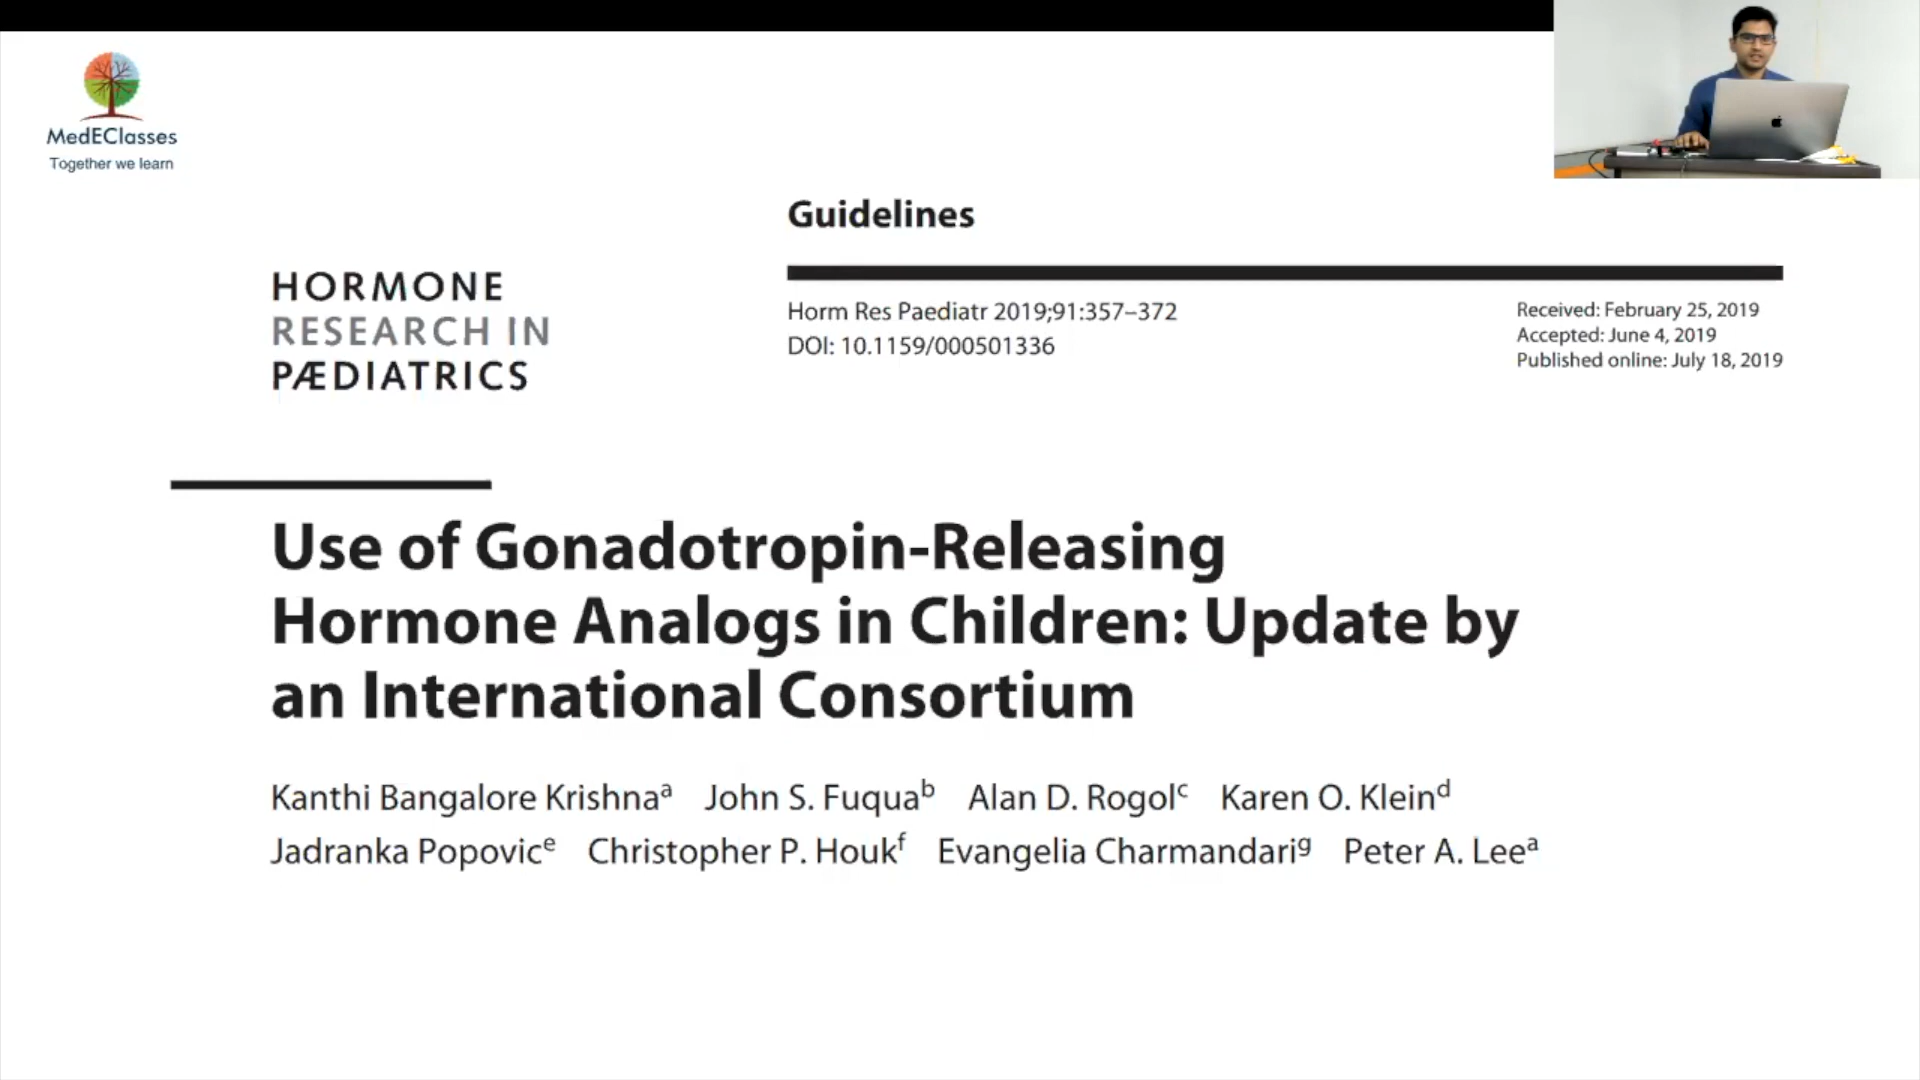 MedEClasses
Together we learn
Guidelines
HORMONE
RESEARCH IN
PÆDIATRICS
Horm Res Paediatr 2019;91:357–372
DOI: 10.1159/000501336
Received: February 25, 2019
Accepted: June 4, 2019
Published online: July 18, 2019
Use of Gonadotropin-Releasing
Hormone Analogs in Children: Update by
an International Consortium
Kanthi Bangalore Krishnaᵃ John S. Fuquaᵇ Alan D. Rogolᶜ Karen O. Kleinᵈ
Jadranka Popovicᵉ Christopher P. Houkᶠ Evangelia Charmandariᵍ Peter A. Leeᵃ